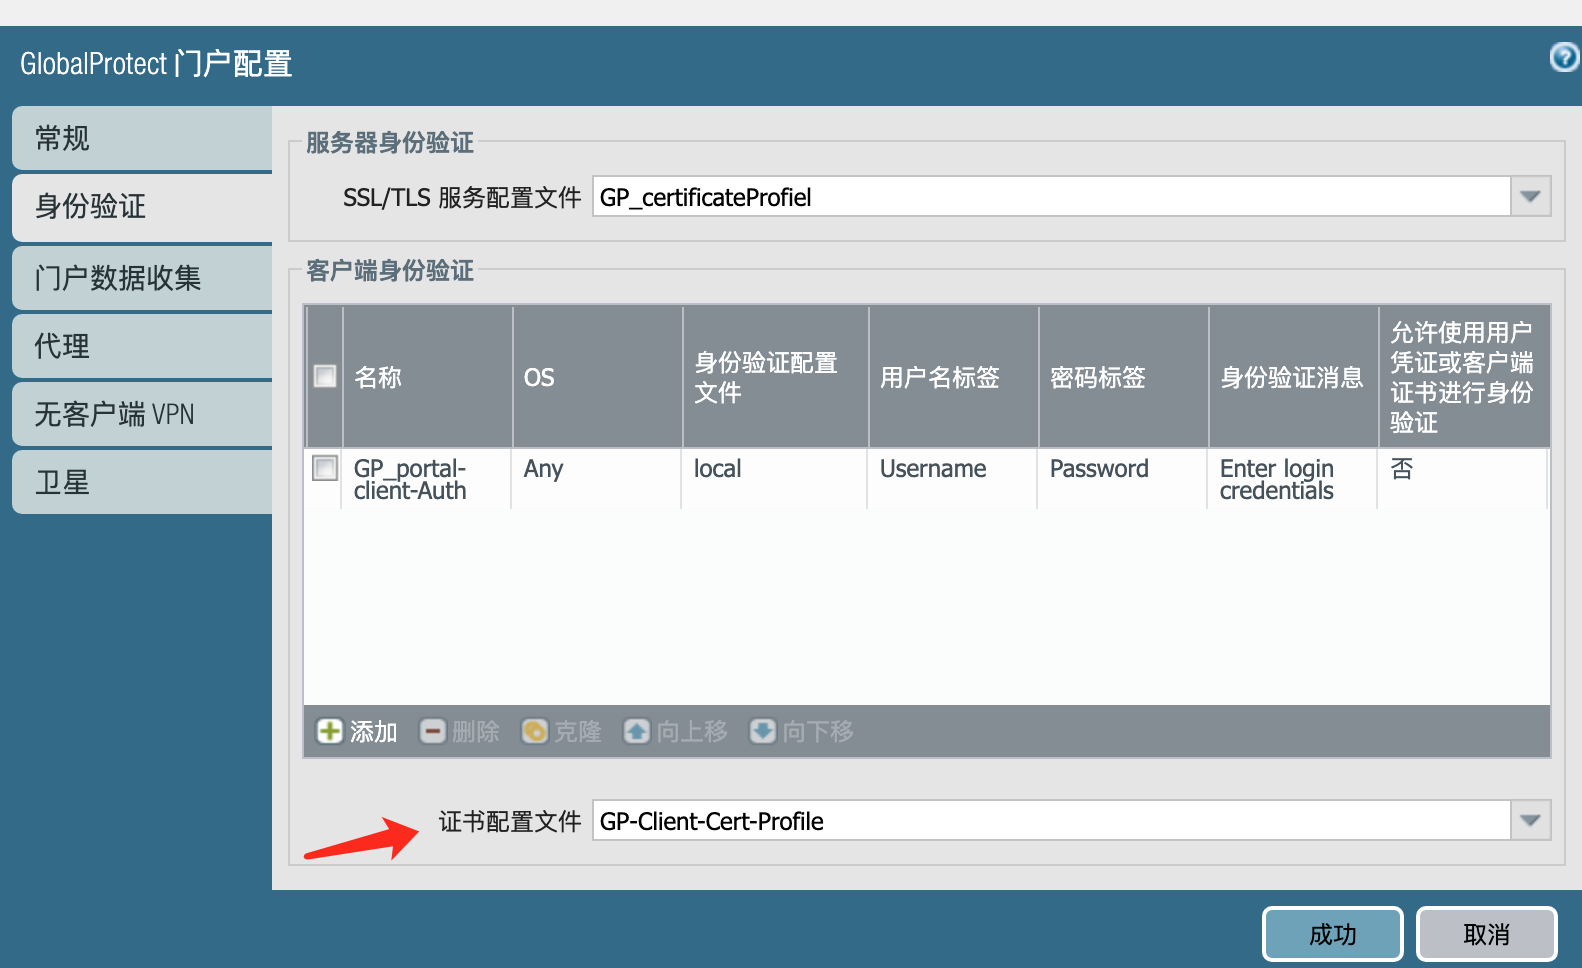 GlobalProtect 门户配置
常规
身份验证
门户数据收集
代理
无客户端 VPN
卫星
服务器身份验证
SSL/TLS 服务配置文件 GP_certificateProfiel
客户端身份验证
名称 OS 身份验证配置文件 用户名标签 密码标签 身份验证消息 允许使用用户凭证或客户端证书进行身份验证
GP_portal-client-Auth Any local Username Password Enter login credentials 否
添加 删除 克隆 向上移 向下移
证书配置文件 GP-Client-Cert-Profile
成功 取消